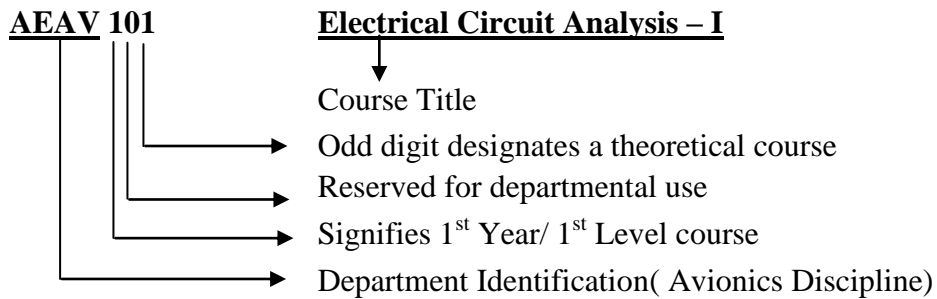 AEAV 101 Electrical Circuit Analysis – I
Course Title
Odd digit designates a theoretical course
Reserved for departmental use
Signifies 1st Year/ 1st Level course
Department Identification( Avionics Discipline)